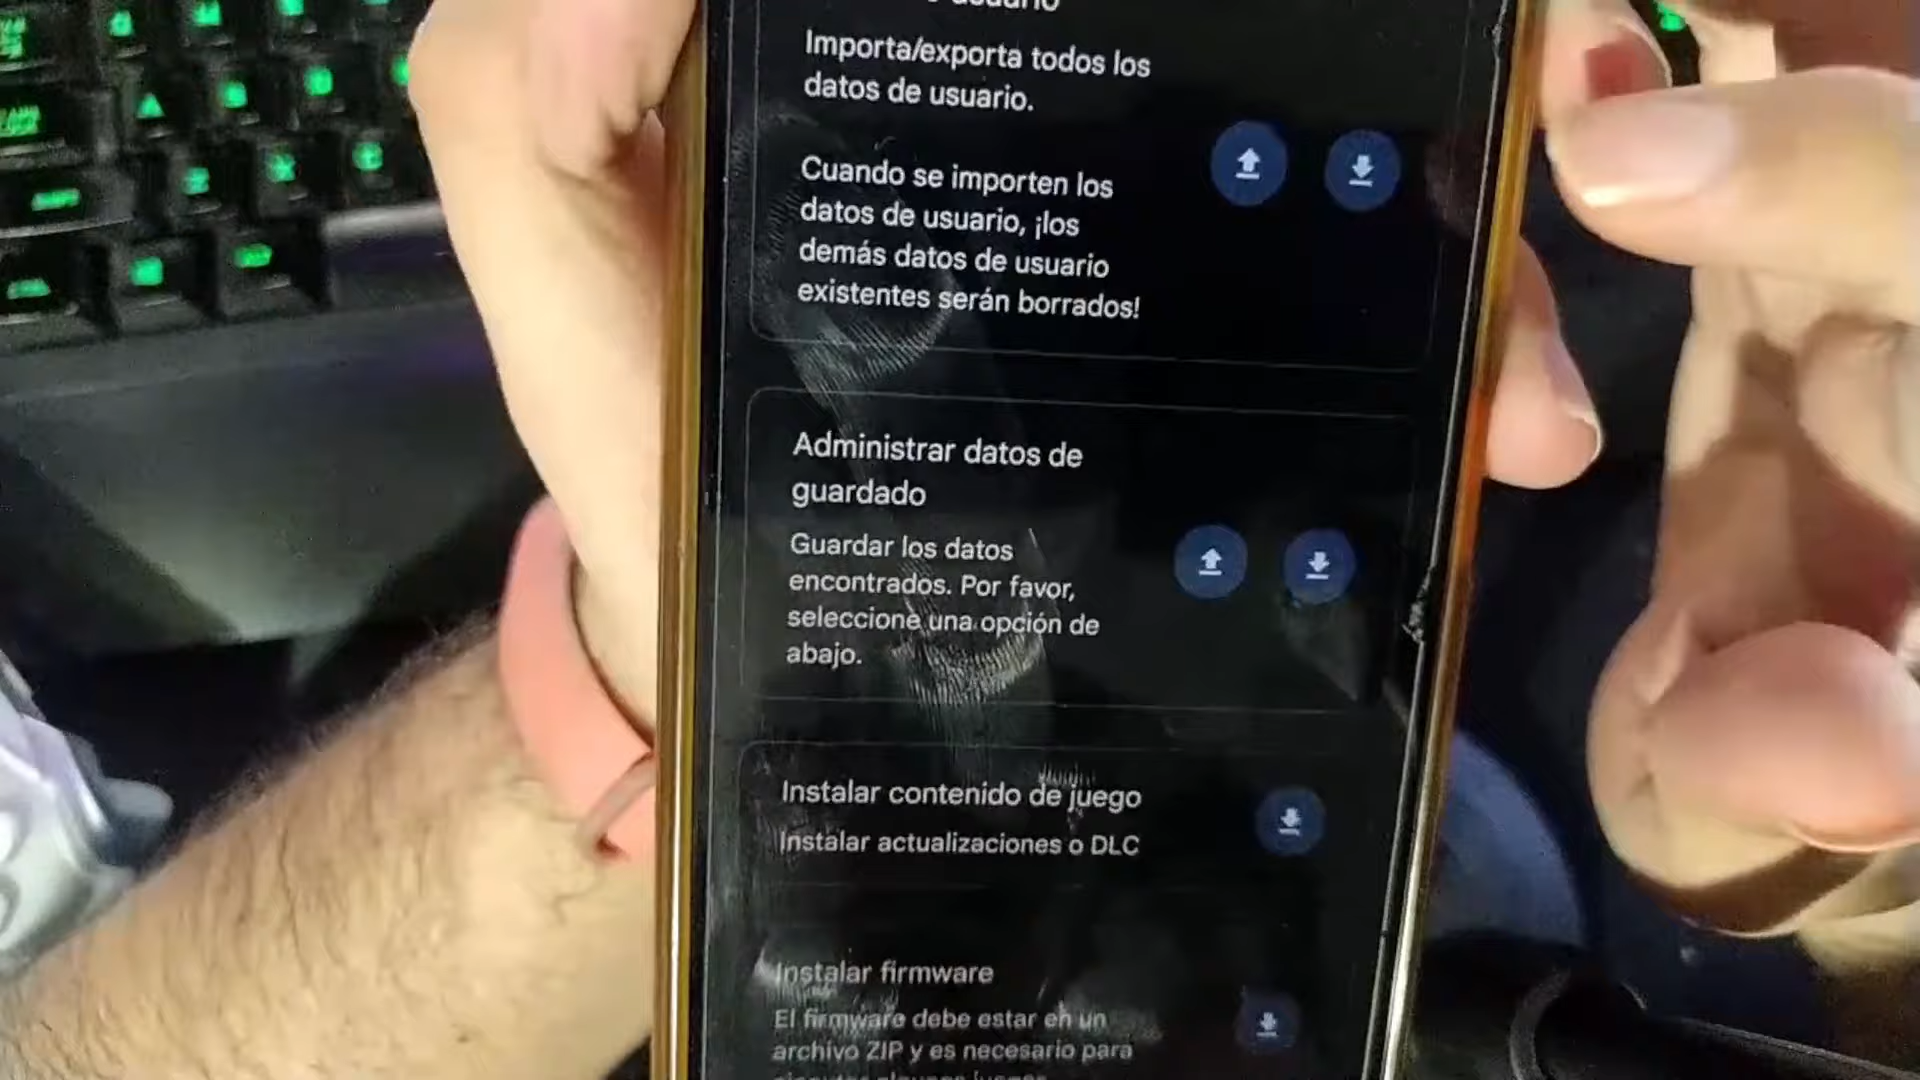 usuario
Importa/exporta todos los
datos de usuario.
Cuando se importen los
datos de usuario, ¡los
demás datos de usuario
existentes serán borrados!
Administrar datos de
guardado
Guardar los datos
encontrados. Por favor,
seleccione una opción de
abajo.
Instalar contenido de juego
Instalar actualizaciones o DLC
Instalar firmware
El firmware debe estar en un
archivo ZIP y es necesario para